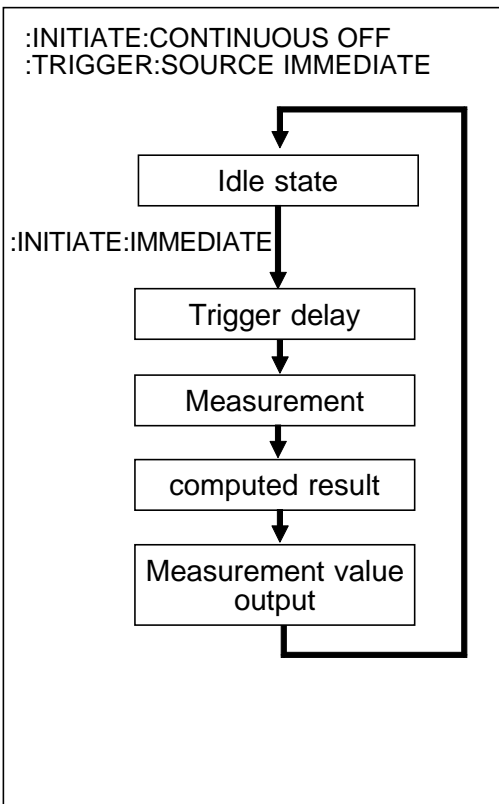 :INITIATE:CONTINUOUS OFF
:TRIGGER:SOURCE IMMEDIATE
Idle state
:INITIATE:IMMEDIATE
Trigger delay
Measurement
computed result
Measurement value
output